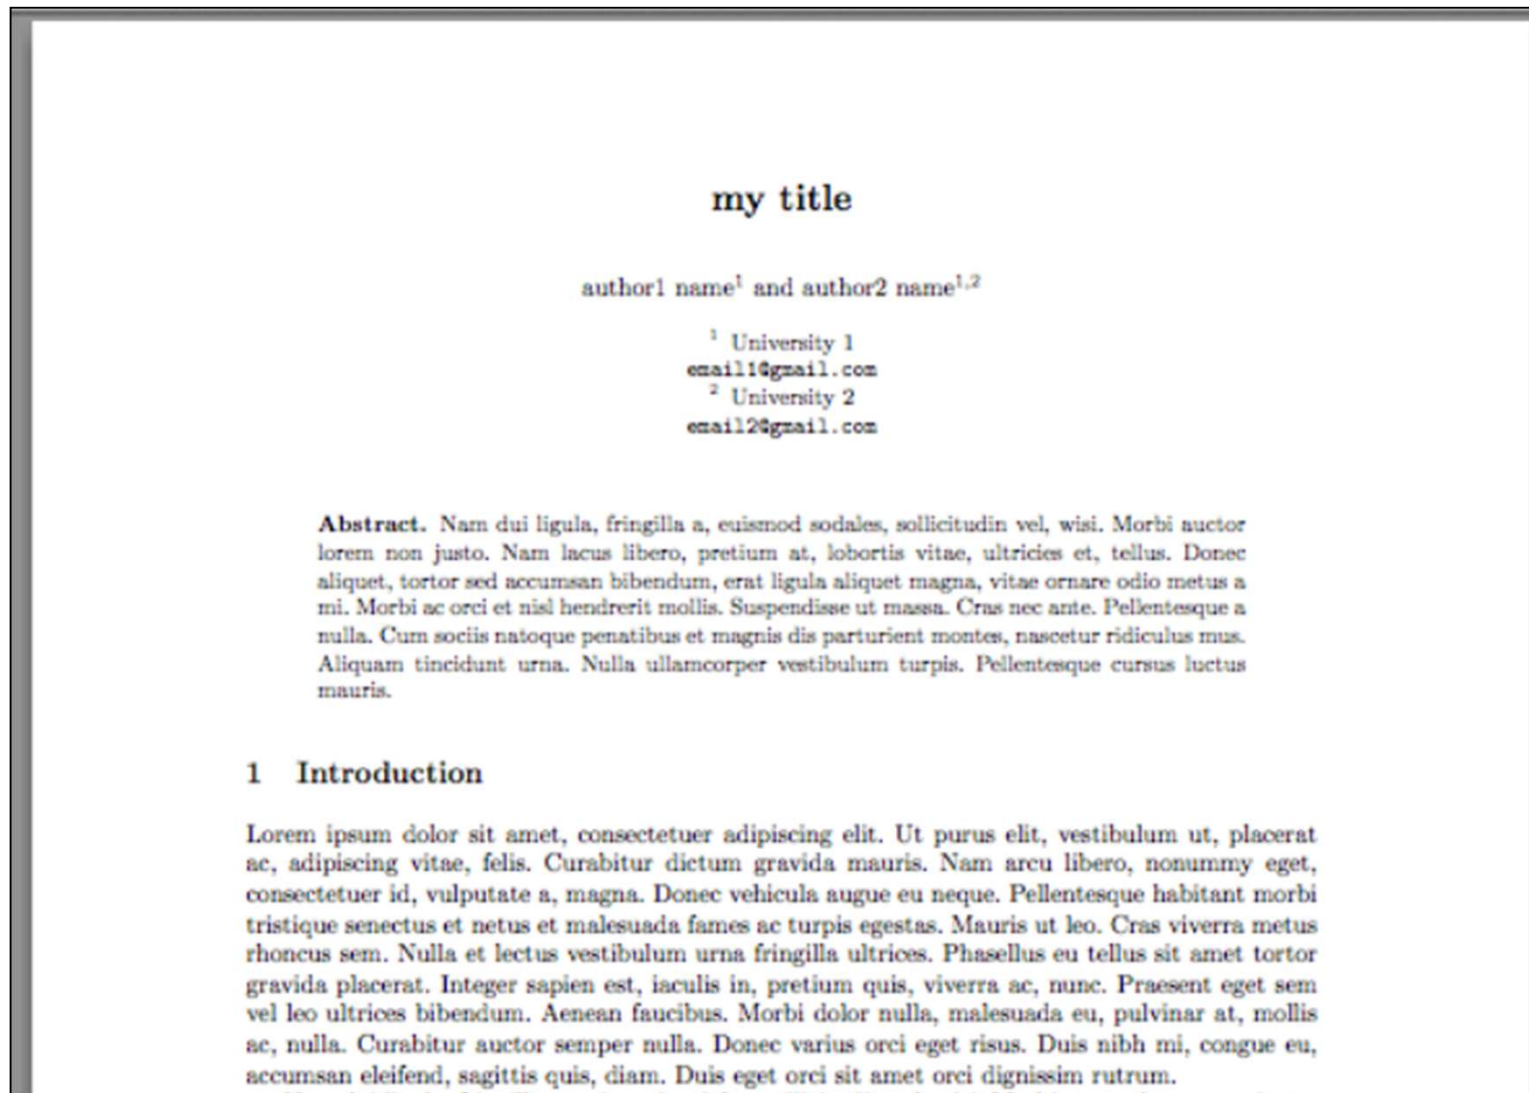 my title
author1 name1 and author2 name1,2
1 University 1
email1@gmail.com
2 University 2
email2@gmail.com
Abstract. Nam dui ligula, fringilla a, euismod sodales, sollicitudin vel, wisi. Morbi auctor
lorem non justo. Nam lacus libero, pretium at, lobortis vitae, ultricies et, tellus. Donec
aliquet, tortor sed accumsan bibendum, erat ligula aliquet magna, vitae ornare odio metus a
mi. Morbi ac orci et nisl hendrerit mollis. Suspendisse ut massa. Cras nec ante. Pellentesque a
nulla. Cum sociis natoque penatibus et magnis dis parturient montes, nascetur ridiculus mus.
Aliquam tincidunt urna. Nulla ullamcorper vestibulum turpis. Pellentesque cursus luctus
mauris.
1 Introduction
Lorem ipsum dolor sit amet, consectetuer adipiscing elit. Ut purus elit, vestibulum ut, placerat
ac, adipiscing vitae, felis. Curabitur dictum gravida mauris. Nam arcu libero, nonummy eget,
consectetuer id, vulputate a, magna. Donec vehicula augue eu neque. Pellentesque habitant morbi
tristique senectus et netus et malesuada fames ac turpis egestas. Mauris ut leo. Cras viverra metus
rhoncus sem. Nulla et lectus vestibulum urna fringilla ultrices. Phasellus eu tellus sit amet tortor
gravida placerat. Integer sapien est, iaculis in, pretium quis, viverra ac, nunc. Praesent eget sem
vel leo ultrices bibendum. Aenean faucibus. Morbi dolor nulla, malesuada eu, pulvinar at, mollis
ac, nulla. Curabitur auctor semper nulla. Donec varius orci eget risus. Duis nibh mi, congue eu,
accumsan eleifend, sagittis quis, diam. Duis eget orci sit amet orci dignissim rutrum.